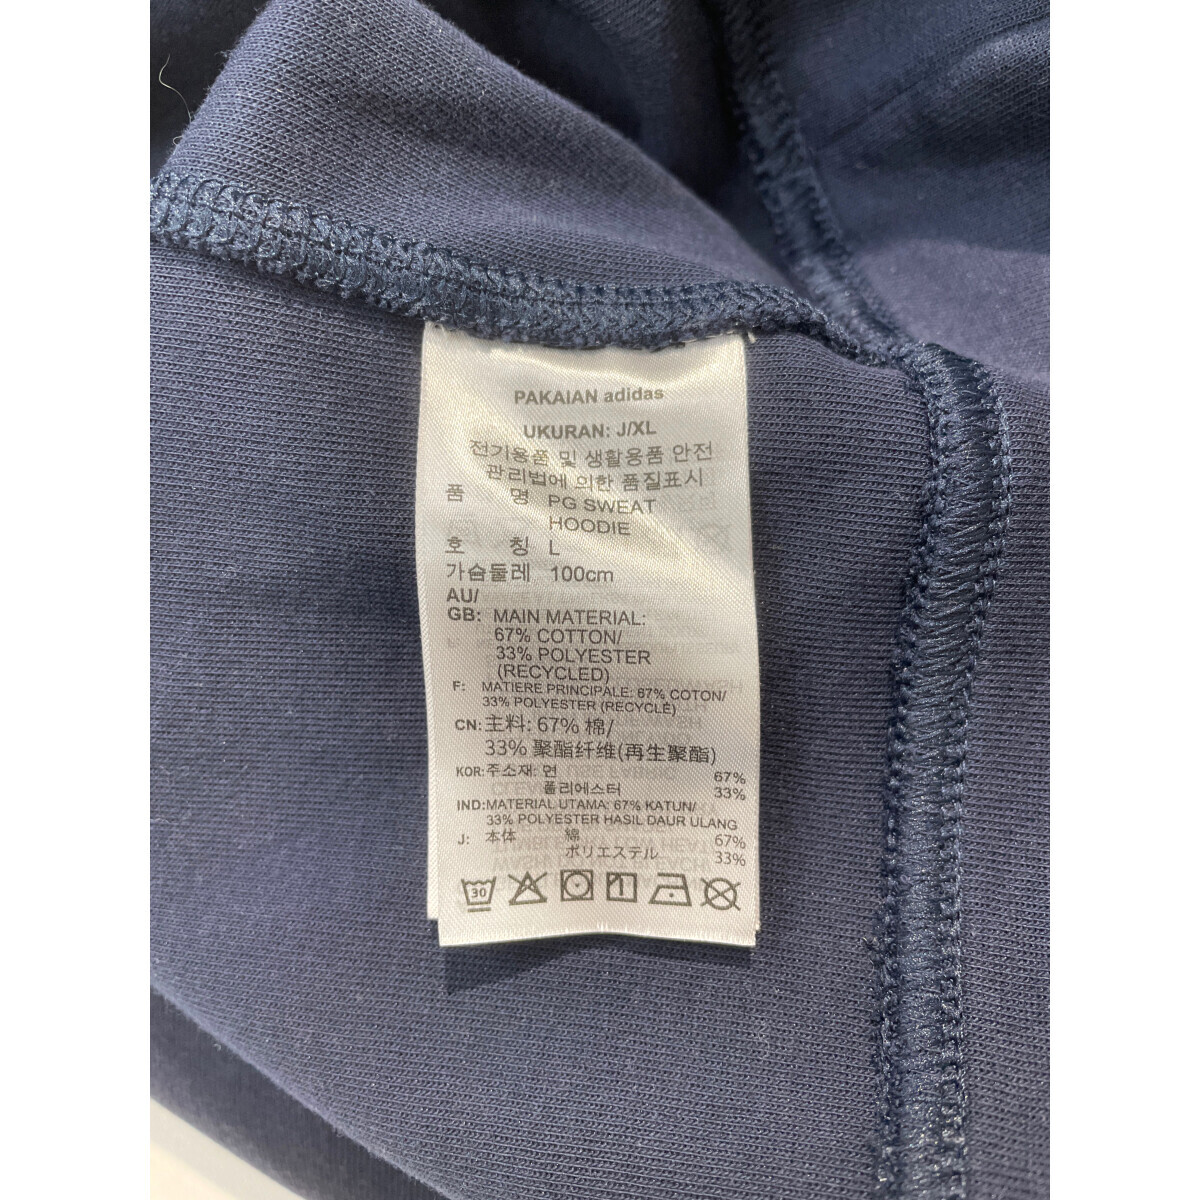 PAKAIAN adidas
UKURAN: J/XL
전기용품 및 생활용품 안전
관리법에 의한 품질표시
품 명 PG SWEAT
HOODIE
호 칭 L
가슴둘레 100cm
AU/
GB: MAIN MATERIAL:
67% COTTON/
33% POLYESTER
(RECYCLED)
F: MATIERE PRINCIPALE: 67% COTON/
33% POLYESTER (RECYCLÉ)
CN: 主料: 67% 棉/
33% 聚酯纤维(再生聚酯)
KOR: 주소재: 면 67%
폴리에스터 33%
IND: MATERIAL UTAMA: 67% KATUN/
33% POLYESTER HASIL DAUR ULANG
J: 本体 綿 67%
ポリエステル 33%
30